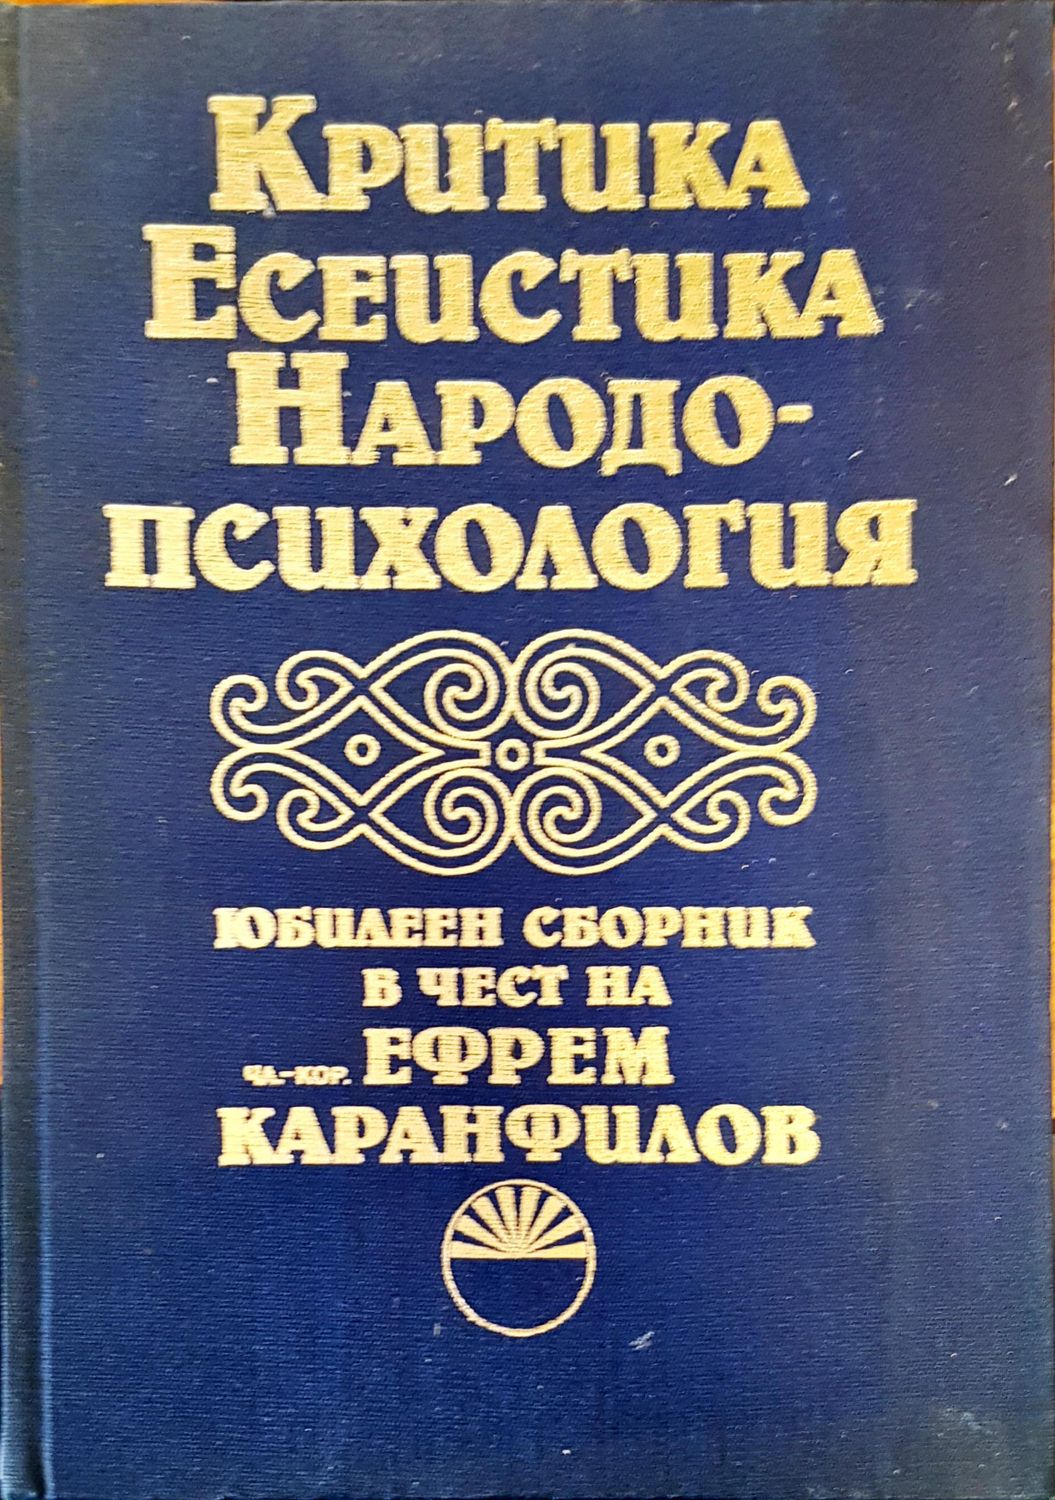 Критика
Есеистика
Народо-
психология
ЮБИЛЕЕН СБОРНИК
В ЧЕСТ НА
ЧЛ.-КОР. ЕФРЕМ
КАРАНФИЛОВ